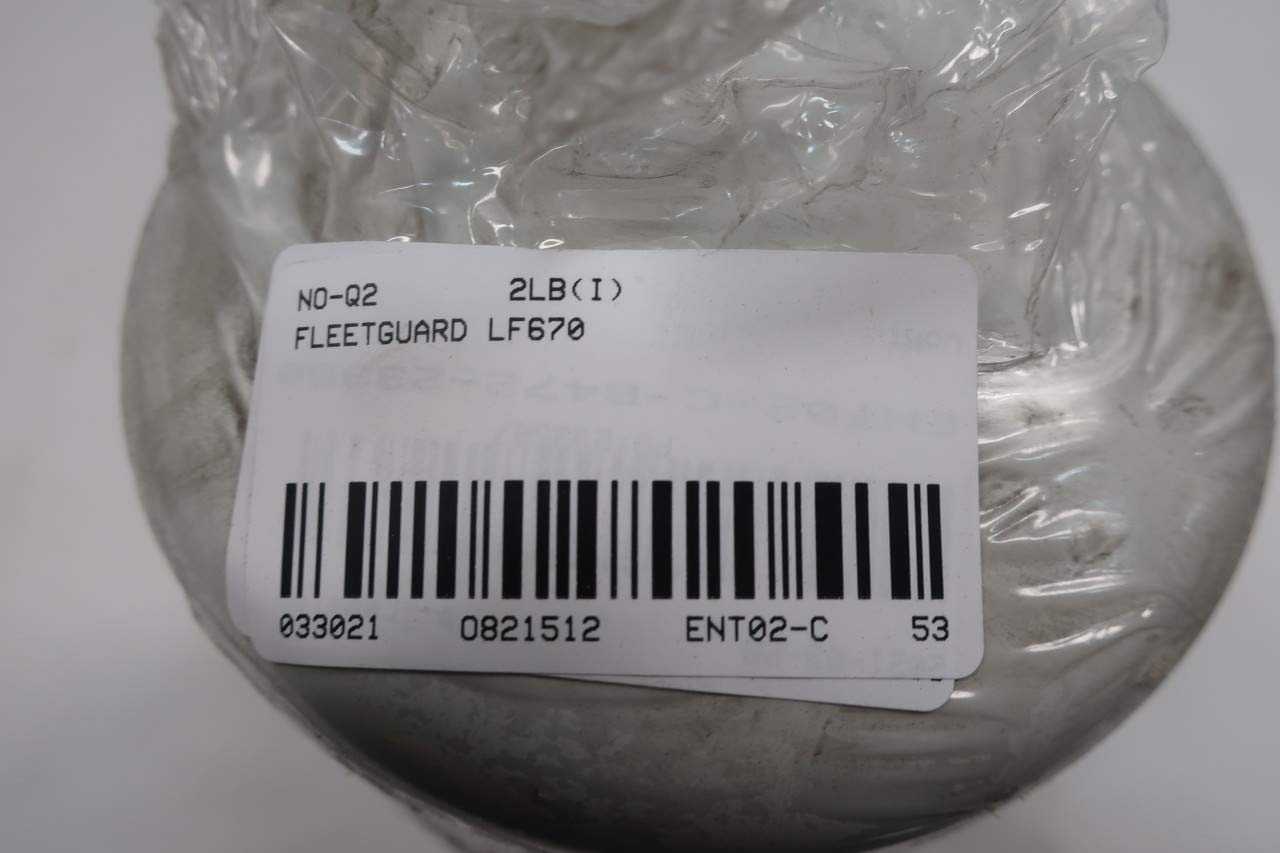 NO-Q2 2LB(I)
FLEETGUARD LF670
033021 0821512 ENT02-C 53